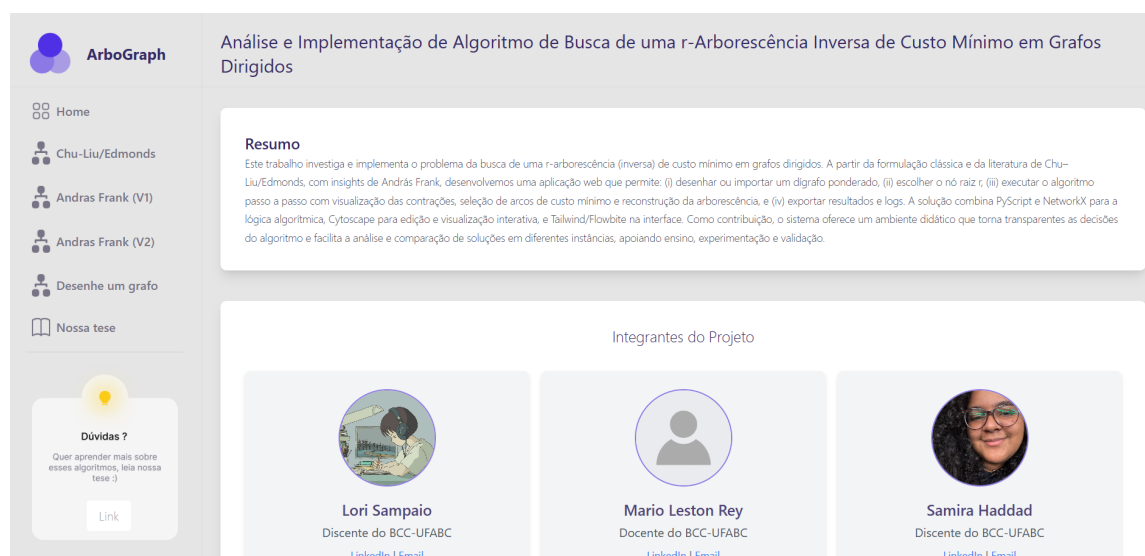 ArboGraph
Home
Chu-Liu/Edmonds
Andras Frank (V1)
Andras Frank (V2)
Desenhe um grafo
Nossa tese
Dúvidas ?
Quer aprender mais sobre
esses algoritmos, leia nossa
tese :)
Link
Análise e Implementação de Algoritmo de Busca de uma r-Arborescência Inversa de Custo Mínimo em Grafos
Dirigidos
Resumo
Este trabalho investiga e implementa o problema da busca de uma r-arborescência (inversa) de custo mínimo em grafos dirigidos. A partir da formulação clássica e da literatura de Chu–
Liu/Edmonds, com insights de András Frank, desenvolvemos uma aplicação web que permite: (i) desenhar ou importar um dígrafo ponderado, (ii) escolher o nó raiz r, (iii) executar o algoritmo
passo a passo com visualização das contrações, seleção de arcos de custo mínimo e reconstrução da arborescência, e (iv) exportar resultados e logs. A solução combina PyScript e NetworkX para a
lógica algorítmica, Cytoscape para edição e visualização interativa, e Tailwind/Flowbite na interface. Como contribuição, o sistema oferece um ambiente didático que torna transparentes as decisões
do algoritmo e facilita a análise e comparação de soluções em diferentes instâncias, apoiando ensino, experimentação e validação.
Integrantes do Projeto
Lori Sampaio
Discente do BCC-UFABC
LinkedIn | Email
Mario Leston Rey
Docente do BCC-UFABC
LinkedIn | Email
Samira Haddad
Discente do BCC-UFABC
LinkedIn | Email